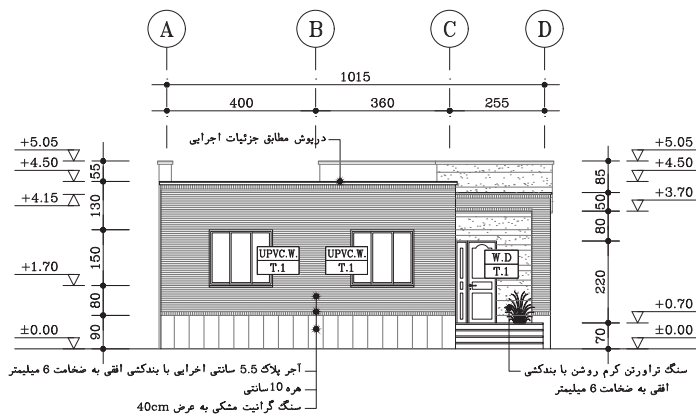 A B C D
1015
400 360 255
درپوش مطابق جزئیات اجرایی
+5.05 +5.05
+4.50 55 85 +4.50
+4.15 130 50 +3.70
80
UPVC.W. UPVC.W. W.D
T.1 T.1 T.1
+1.70 150 220
80 +0.70
±0.00 90 70 ±0.00
آجر پلاک 5.5 سانتی اخرایی با بندکشی افقی به ضخامت 6 میلیمتر
هره 10سانتی
سنگ گرانیت مشکی به عرض 40cm
سنگ تراورتن کرم روشن با بندکشی
افقی به ضخامت 6 میلیمتر